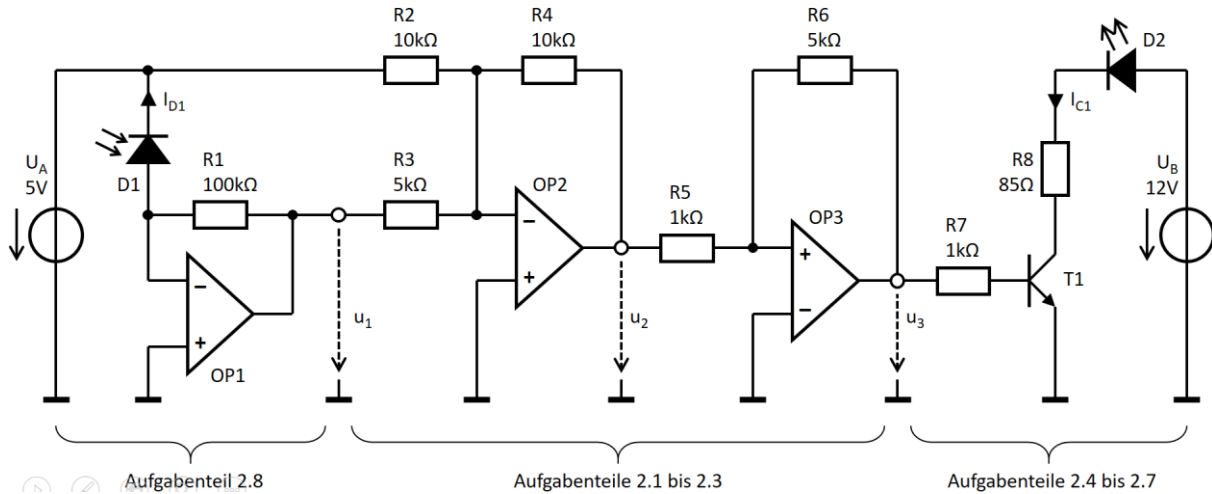 R2
10kΩ
R4
10kΩ
R6
5kΩ
D2
I_D1
I_C1
U_A
5V
D1
R1
100kΩ
R3
5kΩ
OP2
R5
1kΩ
OP3
R7
1kΩ
R8
85Ω
U_B
12V
T1
−
+
−
+
+
−
OP1
u_1
u_2
u_3
Aufgabenteil 2.8
Aufgabenteile 2.1 bis 2.3
Aufgabenteile 2.4 bis 2.7